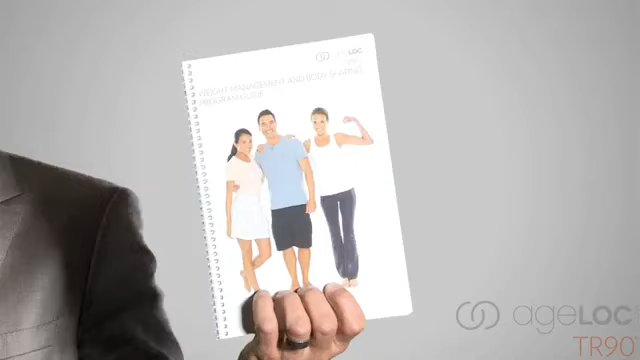 ageLOC
WEIGHT MANAGEMENT AND BODY SHAPING
PROGRAM GUIDE
ageLOC
TR90